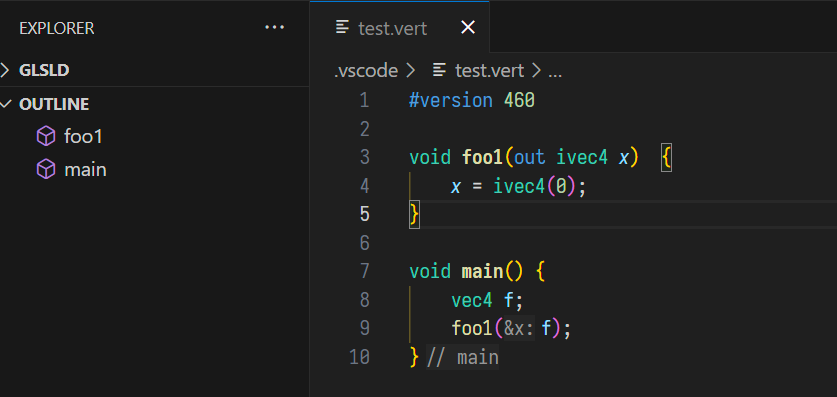 EXPLORER ...
GLSLD
OUTLINE
foo1
main
test.vert
.vscode > test.vert > ...
1 #version 460
2
3 void foo1(out ivec4 x)  {
4     x = ivec4(0);
5 }
6
7 void main() {
8     vec4 f;
9     foo1(&x: f);
10 } // main